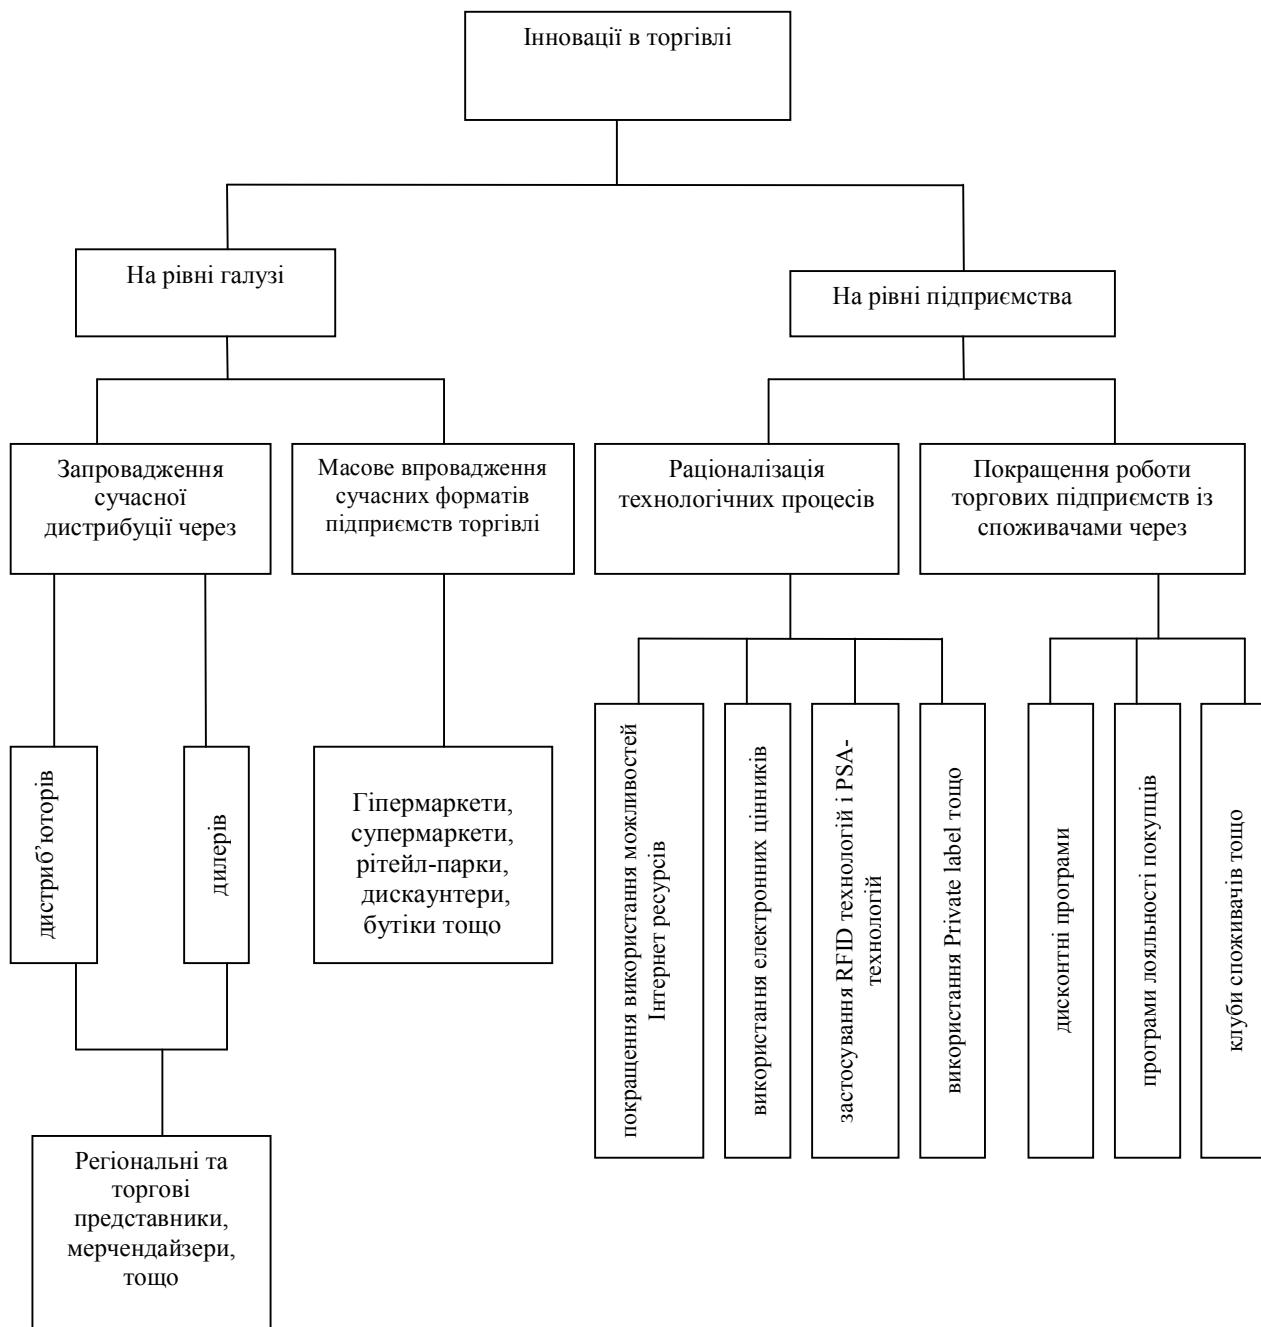 Інновації в торгівлі
На рівні галузі
На рівні підприємства
Запровадження
сучасної
дистрибуції через
Масове впровадження
сучасних форматів
підприємств торгівлі
Раціоналізація
технологічних процесів
Покращення роботи
торгових підприємств із
споживачами через
дистриб’юторів
дилерів
Гіпермаркети,
супермаркети,
рітейл-парки,
дискаунтери,
бутіки тощо
покращення використання можливостей
Інтернет ресурсів
використання електронних цінників
застосування RFID технологій і PSA-
технологій
використання Private label тощо
дисконтні програми
програми лояльності покупців
клуби споживачів тощо
Регіональні та
торгові
представники,
мерчендайзери,
тощо